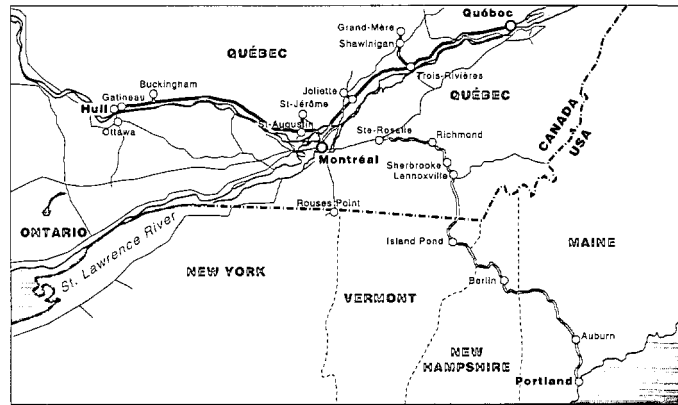 Québoc
Grand-Mère
Shawinigan
QUÉBEC
Trois-Rivières
Buckingham
Gatineau
Hull
Ottawa
Joliette
St-Jérôme
St-Augustin
QUÉBEC
Ste-Rosalie
Richmond
Montréal
Sherbrooke
Lennoxville
CANADA
USA
Rouses Point
ONTARIO
St. Lawrence River
Island Pond
MAINE
NEW YORK
Berlin
VERMONT
Auburn
NEW
HAMPSHIRE
Portland